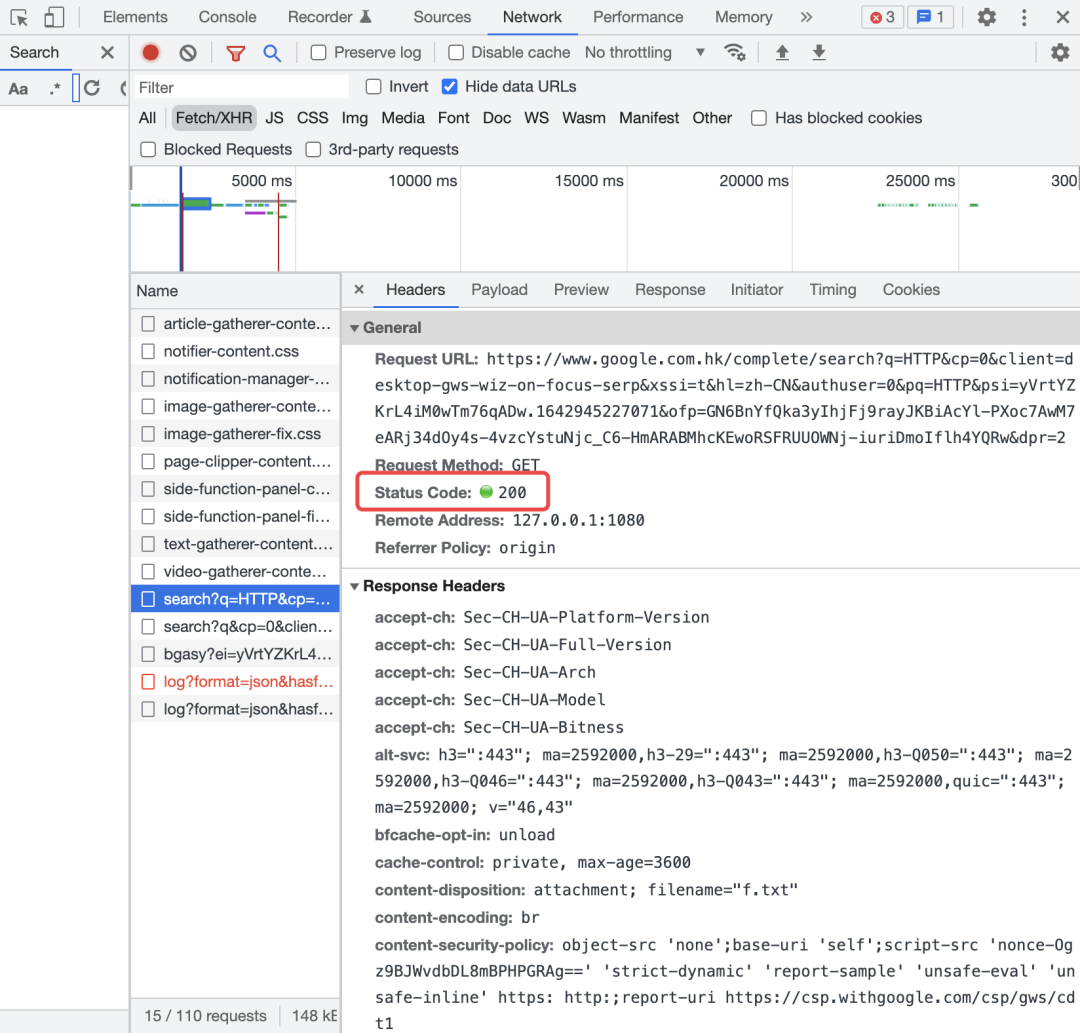 Elements Console Recorder Sources Network Performance Memory » 3 1
Search Preserve log Disable cache No throttling
Aa .* Filter Invert Hide data URLs
All Fetch/XHR JS CSS Img Media Font Doc WS Wasm Manifest Other Has blocked cookies
Blocked Requests 3rd-party requests
5000 ms 10000 ms 15000 ms 20000 ms 25000 ms 300
Name
article-gatherer-conte…
notifier-content.css
notification-manager-…
image-gatherer-conte…
image-gatherer-fix.css
page-clipper-content.…
side-function-panel-c…
side-function-panel-fi…
text-gatherer-content.…
video-gatherer-conte…
search?q=HTTP&cp=…
search?q&cp=0&clien…
bgasy?ei=yVrtYZKrL4…
log?format=json&hasf…
log?format=json&hasf…
15 / 110 requests 148 kE
Headers Payload Preview Response Initiator Timing Cookies
General
Request URL: https://www.google.com.hk/complete/search?q=HTTP&cp=0&client=d
esktop-gws-wiz-on-focus-serp&xssi=t&hl=zh-CN&authuser=0&pq=HTTP&psi=yVrtYZ
KrL4iM0wTm76qADw.1642945227071&ofp=GN6BnYfQka3yIhjFj9rayJKBiAcYl-PXoc7AwM7
eARj34dOy4s-4vzcYstuNjc_C6-HmARABMhcKEwoRSFRUUOWNj-iuriDmoIflh4YQRw&dpr=2
Request Method: GET
Status Code: 200
Remote Address: 127.0.0.1:1080
Referrer Policy: origin
Response Headers
accept-ch: Sec-CH-UA-Platform-Version
accept-ch: Sec-CH-UA-Full-Version
accept-ch: Sec-CH-UA-Arch
accept-ch: Sec-CH-UA-Model
accept-ch: Sec-CH-UA-Bitness
alt-svc: h3=":443"; ma=2592000,h3-29=":443"; ma=2592000,h3-Q050=":443"; ma=2
592000,h3-Q046=":443"; ma=2592000,h3-Q043=":443"; ma=2592000,quic=":443";
ma=2592000; v="46,43"
bfcache-opt-in: unload
cache-control: private, max-age=3600
content-disposition: attachment; filename="f.txt"
content-encoding: br
content-security-policy: object-src 'none';base-uri 'self';script-src 'nonce-Og
z9BJWvdbDL8mBPHPGRAg==' 'strict-dynamic' 'report-sample' 'unsafe-eval' 'un
safe-inline' https: http:;report-uri https://csp.withgoogle.com/csp/gws/cd
t1